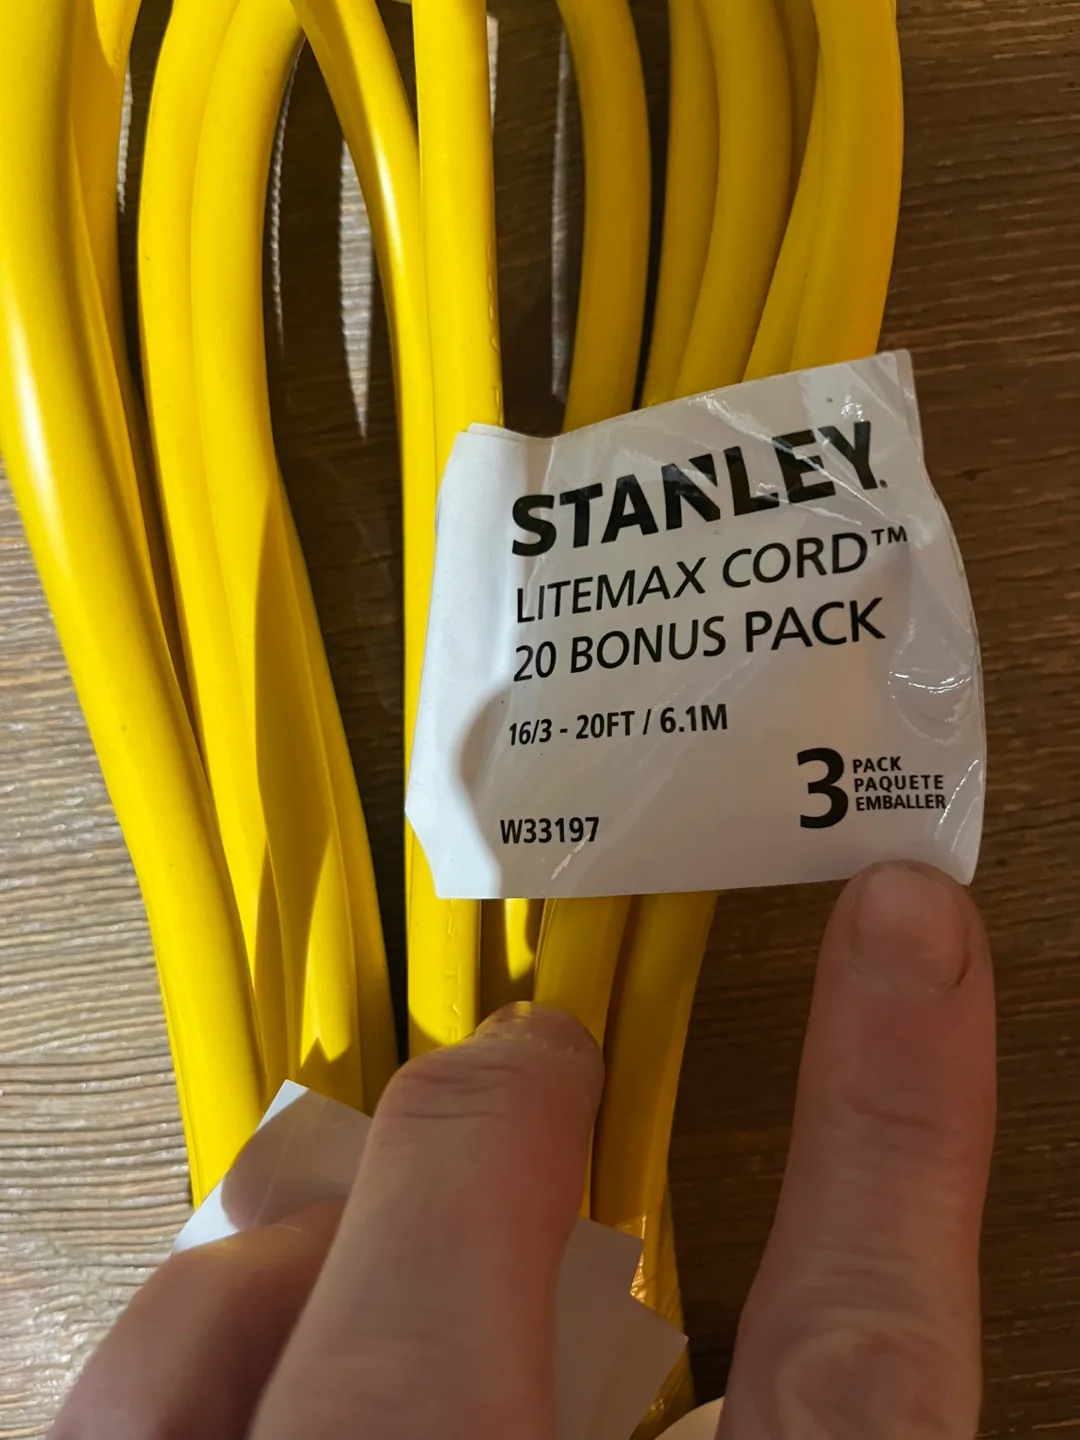 STANLEY.
LITEMAX CORD™
20 BONUS PACK
16/3 - 20FT / 6.1M
3 PACK
PAQUETE
EMBALLER
W33197